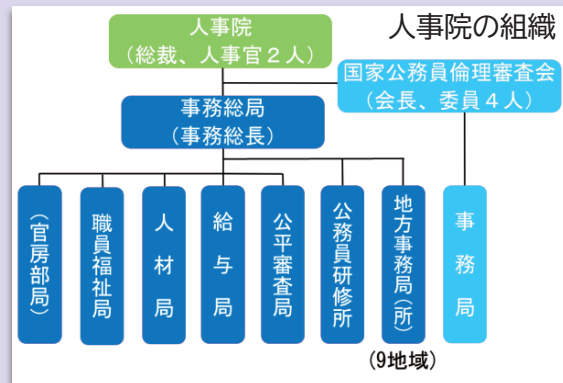 人事院の組織
人事院
（総裁、人事官２人）
国家公務員倫理審査会
（会長、委員４人）
事務総局
（事務総長）
（官房部局）
職員福祉局
人材局
給与局
公平審査局
公務員研修所
地方事務局（所）
事務局
（9地域）